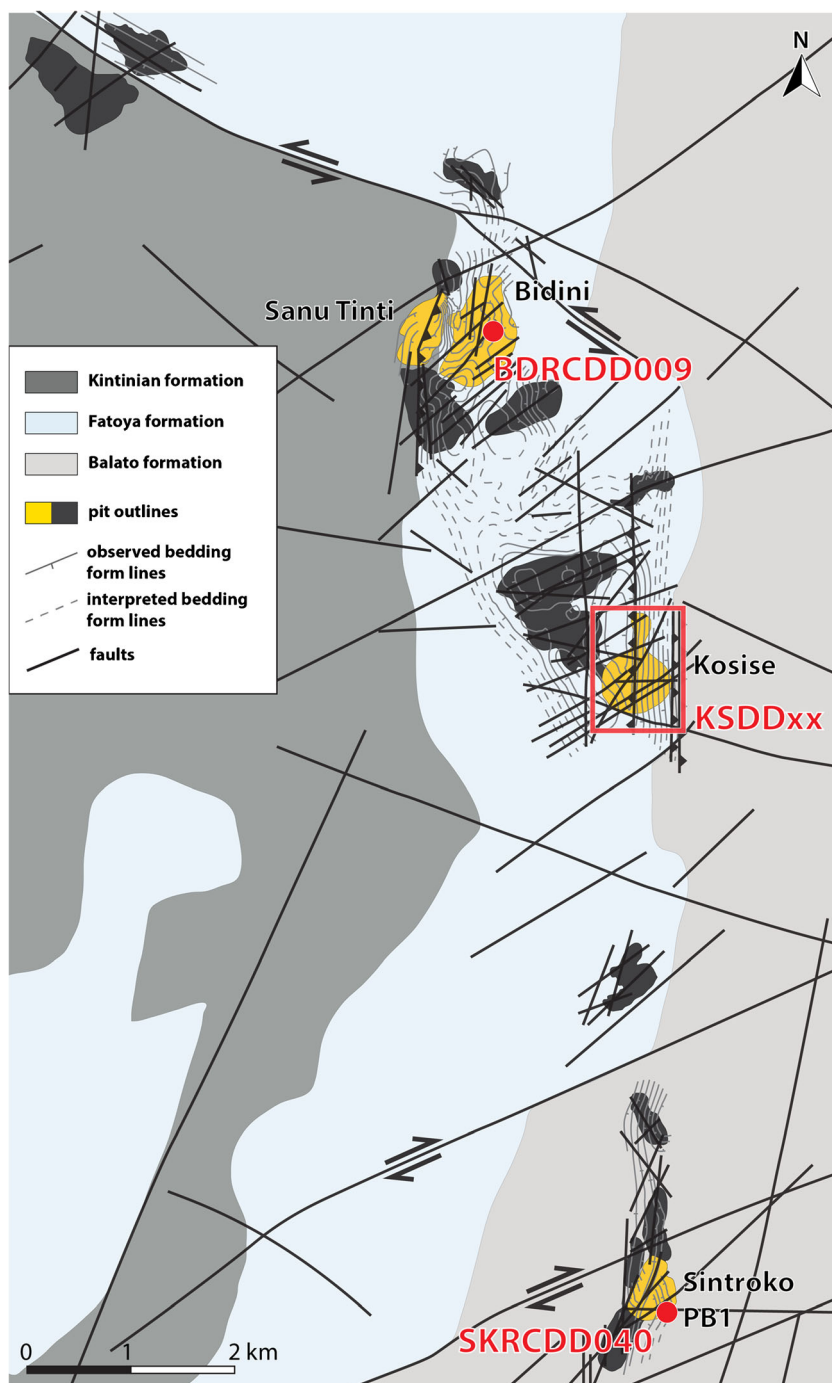 N
Sanu Tinti
Bidini
BDRCDD009
Kintinian formation
Fatoya formation
Balato formation
pit outlines
observed bedding
form lines
interpreted bedding
form lines
faults
Kosise
KSDDxx
Sintroko
PB1
SKRCDD040
0 1 2 km